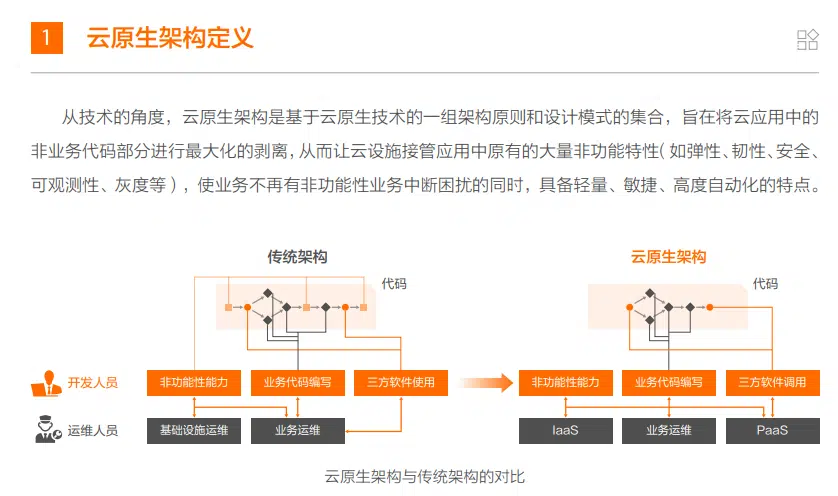 1 云原生架构定义
从技术的角度，云原生架构是基于云原生技术的一组架构原则和设计模式的集合，旨在将云应用中的
非业务代码部分进行最大化的剥离，从而让云设施接管应用中原有的大量非功能特性（如弹性、韧性、安全、
可观测性、灰度等），使业务不再有非功能性业务中断困扰的同时，具备轻量、敏捷、高度自动化的特点。
传统架构
代码
云原生架构
代码
开发人员
非功能性能力 业务代码编写 三方软件使用
非功能性能力 业务代码编写 三方软件调用
运维人员
基础设施运维 业务运维
IaaS 业务运维 PaaS
云原生架构与传统架构的对比